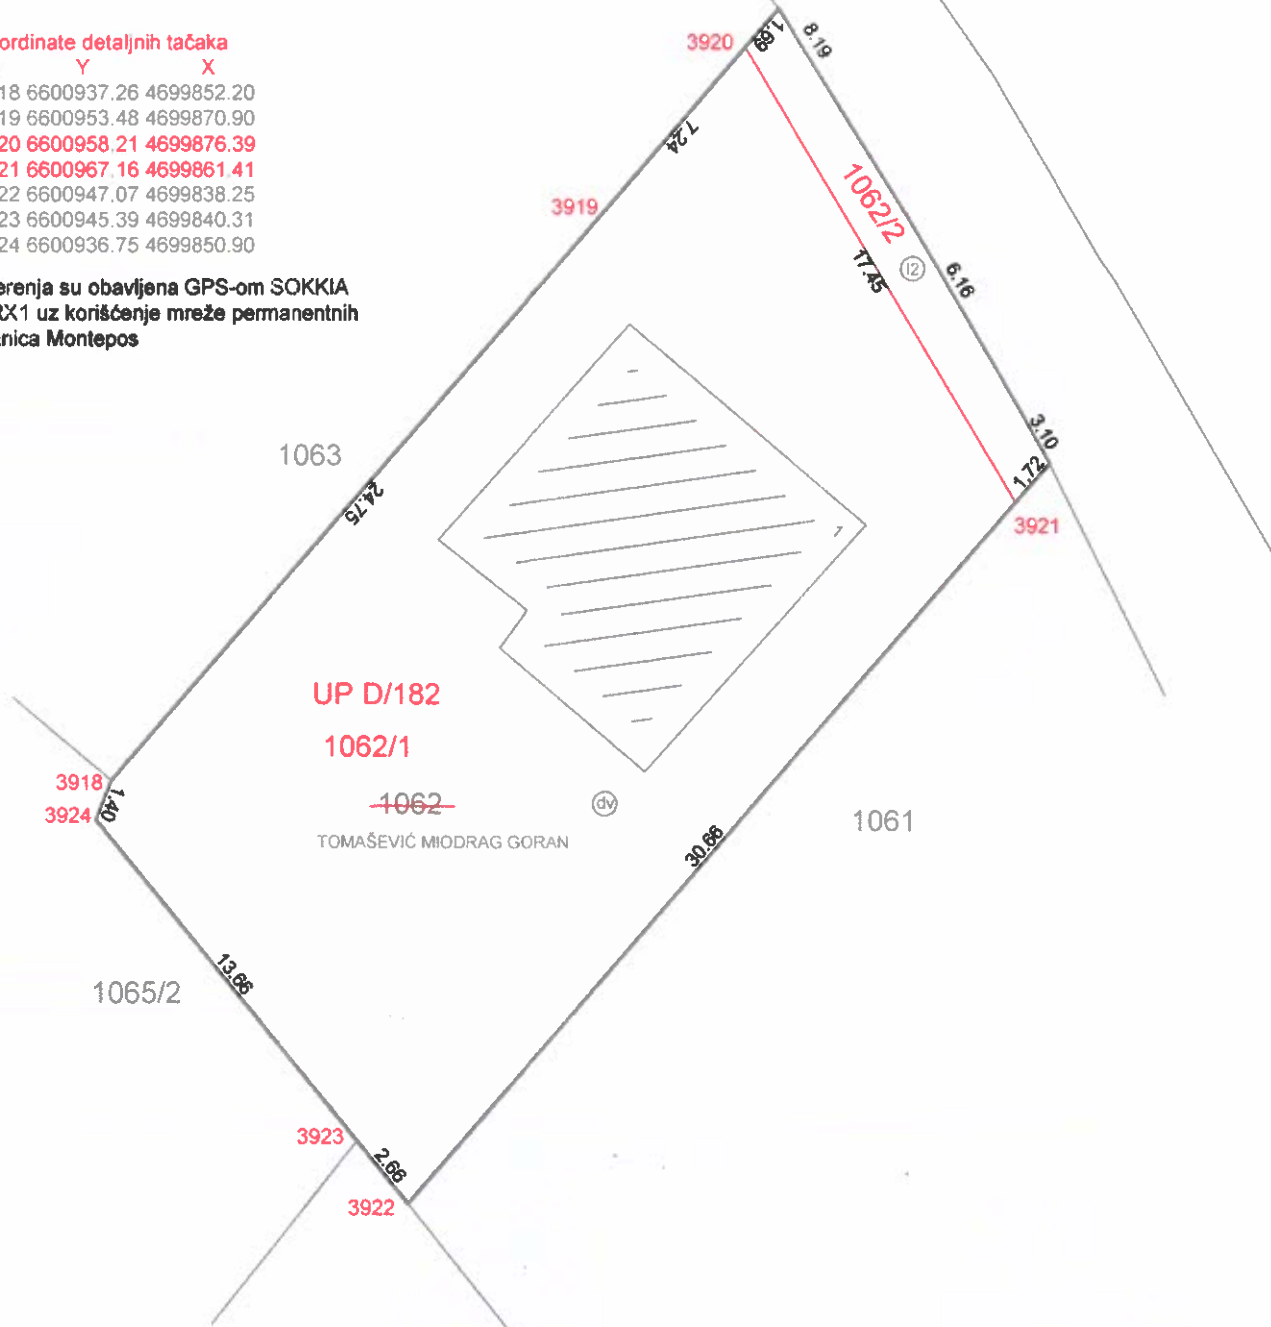 ordinate detaljnih tačaka
Y X
18 6600937.26 4699852.20
19 6600953.48 4699870.90
20 6600958.21 4699876.39
21 6600967.16 4699861.41
22 6600947.07 4699838.25
23 6600945.39 4699840.31
24 6600936.75 4699850.90
erenja su obavljena GPS-om SOKKIA
RX1 uz korišćenje mreže permanentnih
nica Montepos
3920
1.69
8.19
7.24
3919
1062/2
12
17.45
6.16
1063
24.75
3.10
1.72
3921
1
UP D/182
1062/1
1062
dv
TOMAŠEVIĆ MIODRAG GORAN
3918
3924
1.40
1061
30.66
1065/2
13.66
3923
2.66
3922